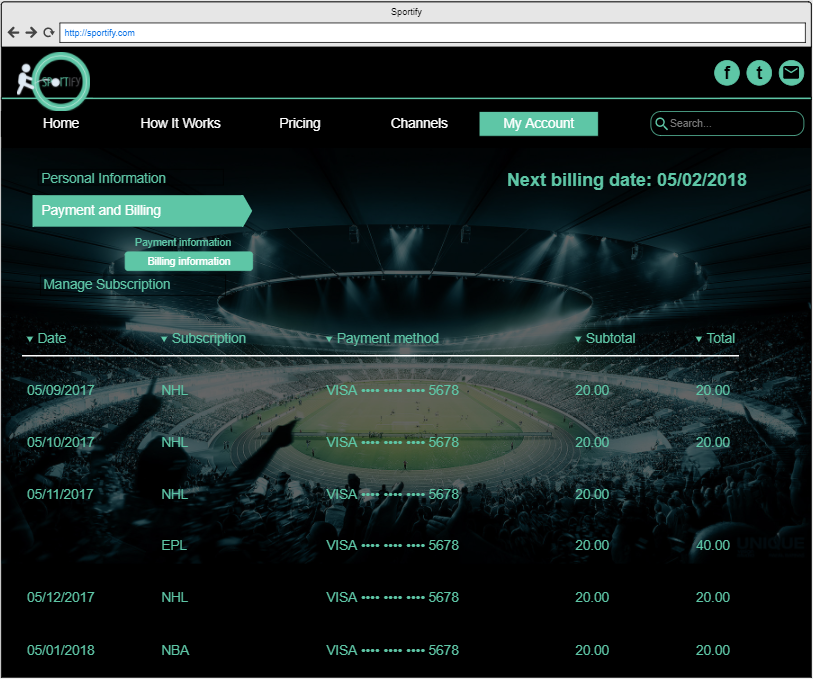 Sportify
http://sportify.com
SPORTIFY
f t
Home How It Works Pricing Channels My Account Search...
Personal Information
Next billing date: 05/02/2018
Payment and Billing
Payment information
Billing information
Manage Subscription
▾ Date ▾ Subscription ▾ Payment method ▾ Subtotal ▾ Total
05/09/2017 NHL VISA •••• •••• •••• 5678 20.00 20.00
05/10/2017 NHL VISA •••• •••• •••• 5678 20.00 20.00
05/11/2017 NHL VISA •••• •••• •••• 5678 20.00
EPL VISA •••• •••• •••• 5678 20.00 40.00
UNIQUE
05/12/2017 NHL VISA •••• •••• •••• 5678 20.00 20.00
05/01/2018 NBA VISA •••• •••• •••• 5678 20.00 20.00